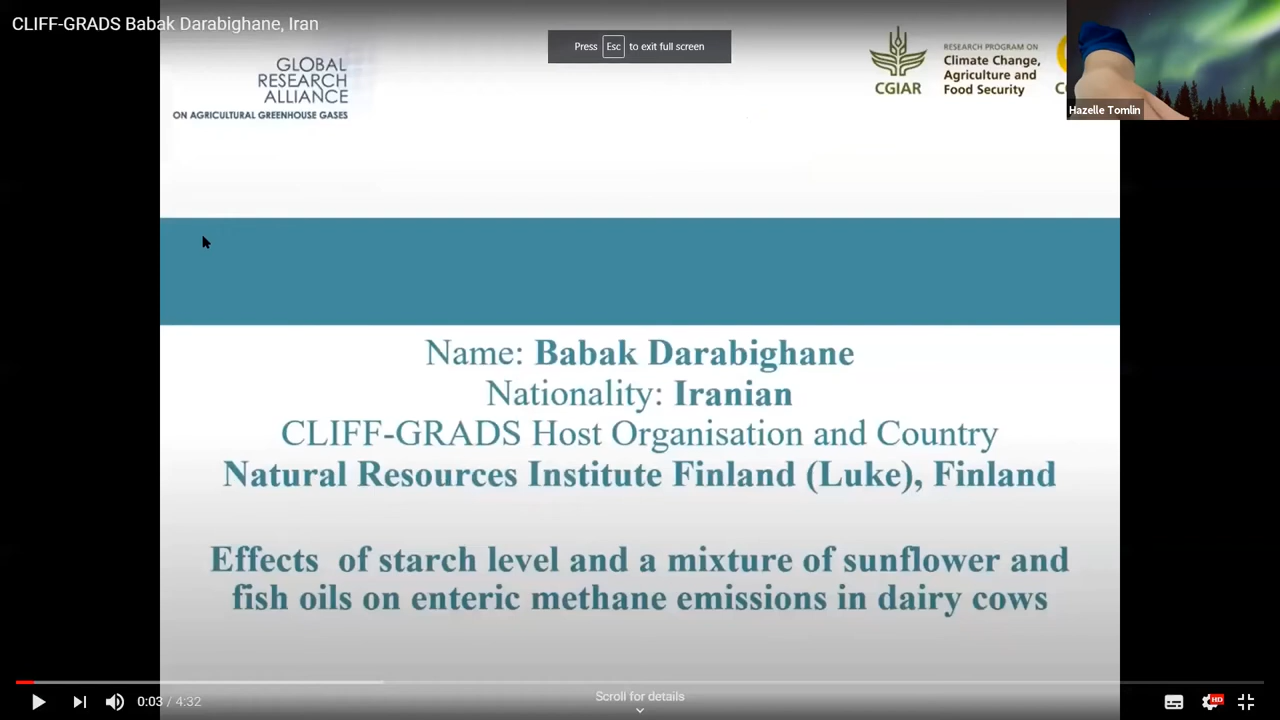 CLIFF-GRADS Babak Darabighane, Iran
Press Esc to exit full screen
GLOBAL
RESEARCH
ALLIANCE
ON AGRICULTURAL GREENHOUSE GASES
CGIAR
RESEARCH PROGRAM ON
Climate Change,
Agriculture and
Food Security
Hazelle Tomlin
Name: Babak Darabighane
Nationality: Iranian
CLIFF-GRADS Host Organisation and Country
Natural Resources Institute Finland (Luke), Finland
Effects of starch level and a mixture of sunflower and
fish oils on enteric methane emissions in dairy cows
Scroll for details
0:03 / 4:32
HD